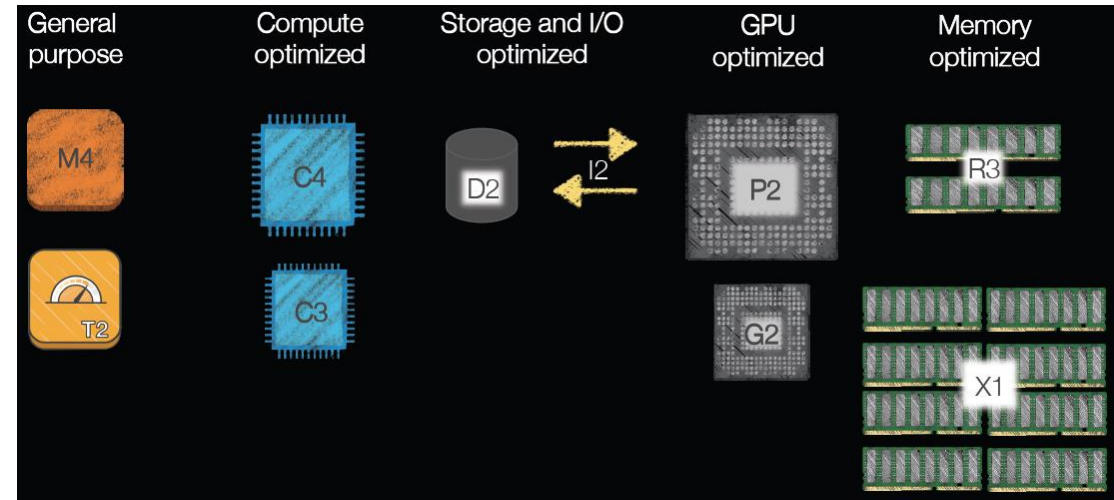 General
purpose
Compute
optimized
Storage and I/O
optimized
GPU
optimized
Memory
optimized
M4
T2
C4
C3
D2
I2
P2
G2
R3
X1